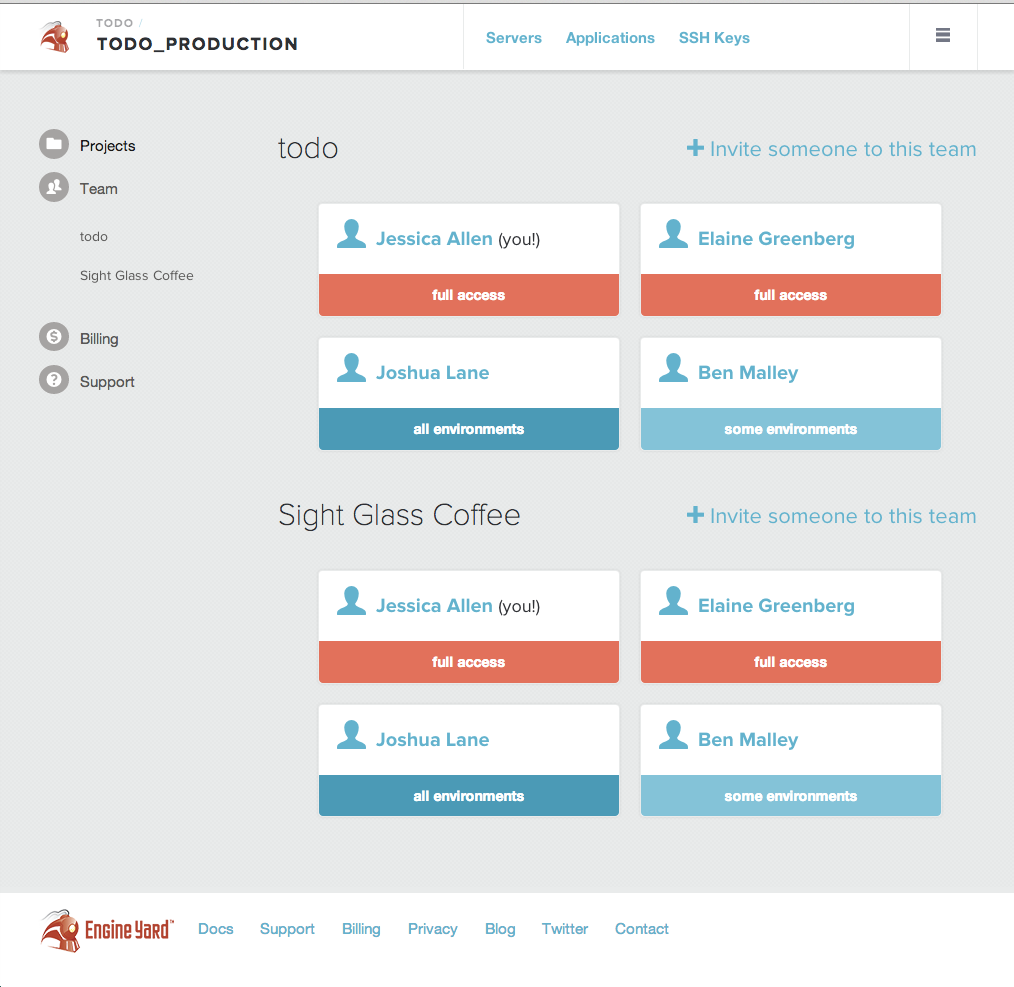 TODO /
TODO_PRODUCTION
Servers Applications SSH Keys
Projects
Team
todo
Sight Glass Coffee
Billing
Support
todo
+ Invite someone to this team
Jessica Allen (you!)
full access
Elaine Greenberg
full access
Joshua Lane
all environments
Ben Malley
some environments
Sight Glass Coffee
+ Invite someone to this team
Jessica Allen (you!)
full access
Elaine Greenberg
full access
Joshua Lane
all environments
Ben Malley
some environments
Engine Yard™
Docs Support Billing Privacy Blog Twitter Contact